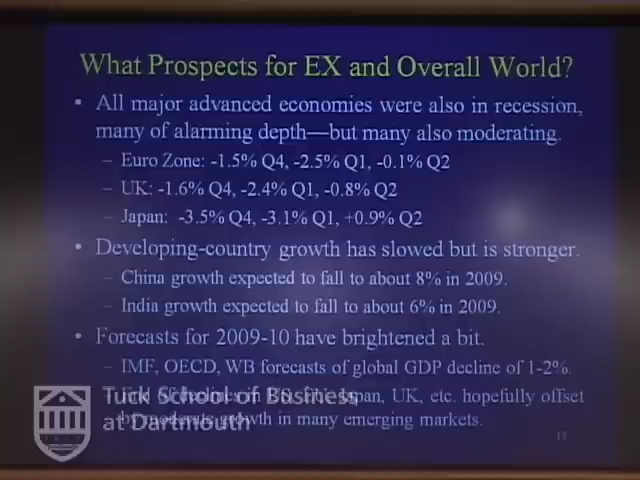 What Prospects for EX and Overall World?
• All major advanced economies were also in recession,
many of alarming depth—but many also moderating.
– Euro Zone: -1.5% Q4, -2.5% Q1, -0.1% Q2
– UK: -1.6% Q4, -2.4% Q1, -0.8% Q2
– Japan: -3.5% Q4, -3.1% Q1, +0.9% Q2
• Developing-country growth has slowed but is stronger.
– China growth expected to fall to about 8% in 2009.
– India growth expected to fall to about 6% in 2009.
• Forecasts for 2009-10 have brightened a bit.
– IMF, OECD, WB forecasts of global GDP decline of 1-2%.
Japan, UK, etc. hopefully offset
by moderate growth in many emerging markets.
Tuck School of Business
at Dartmouth